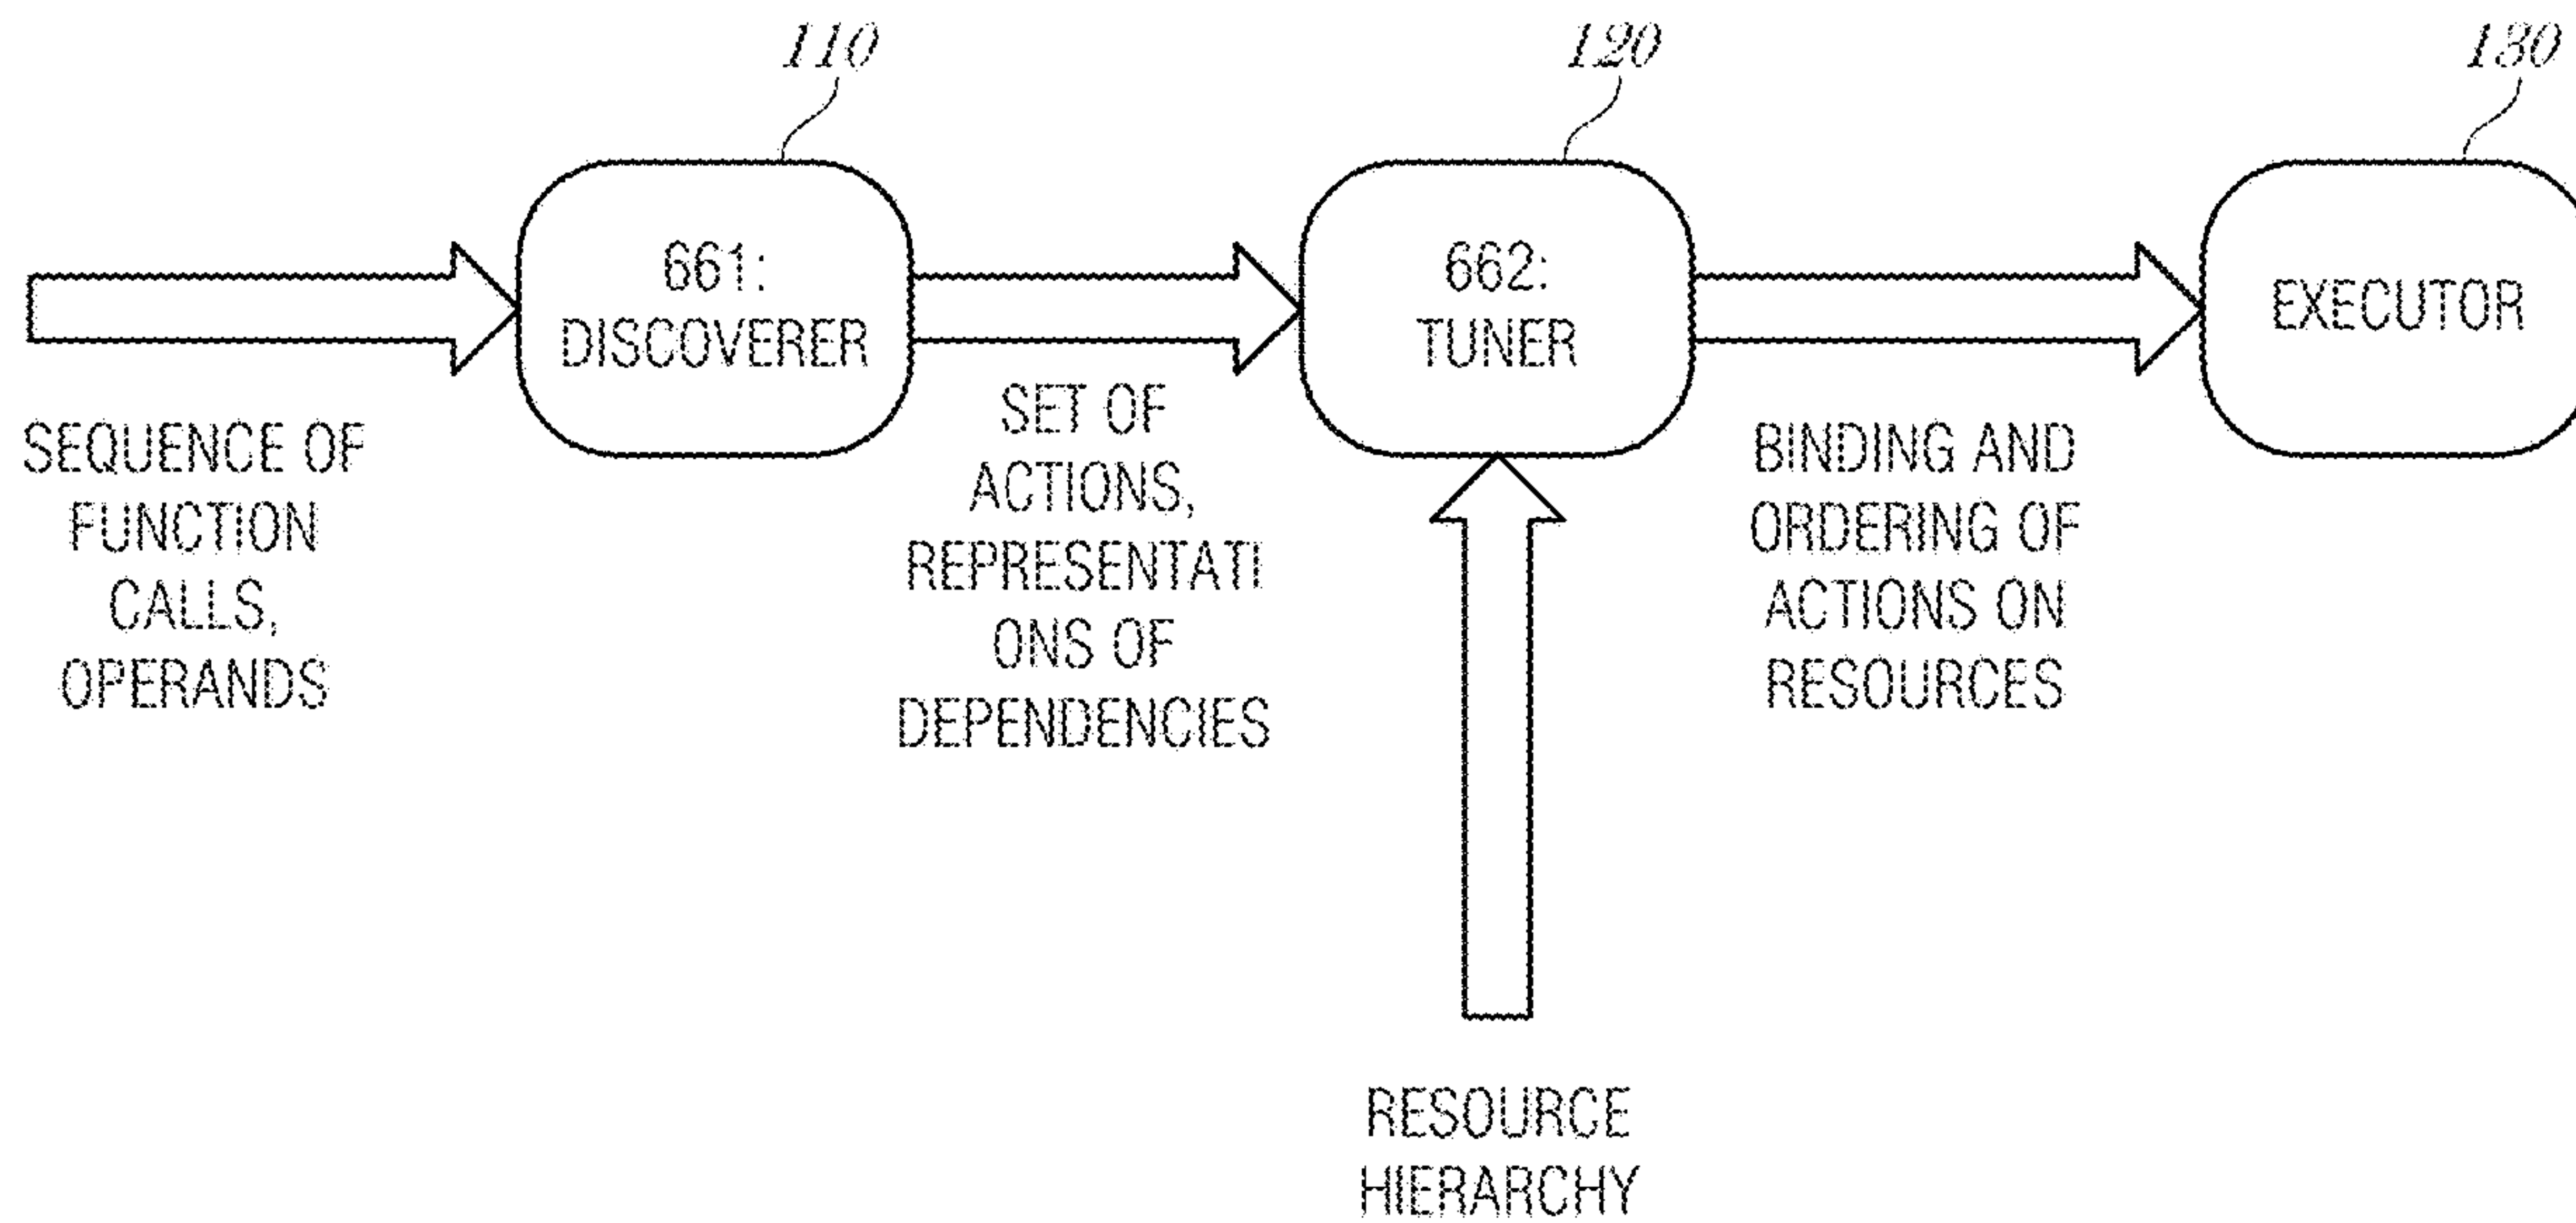 110
120
130
661:
DISCOVERER
662:
TUNER
EXECUTOR
SEQUENCE OF
FUNCTION
CALLS,
OPERANDS
SET OF
ACTIONS,
REPRESENTATI
ONS OF
DEPENDENCIES
BINDING AND
ORDERING OF
ACTIONS ON
RESOURCES
RESOURCE
HIERARCHY